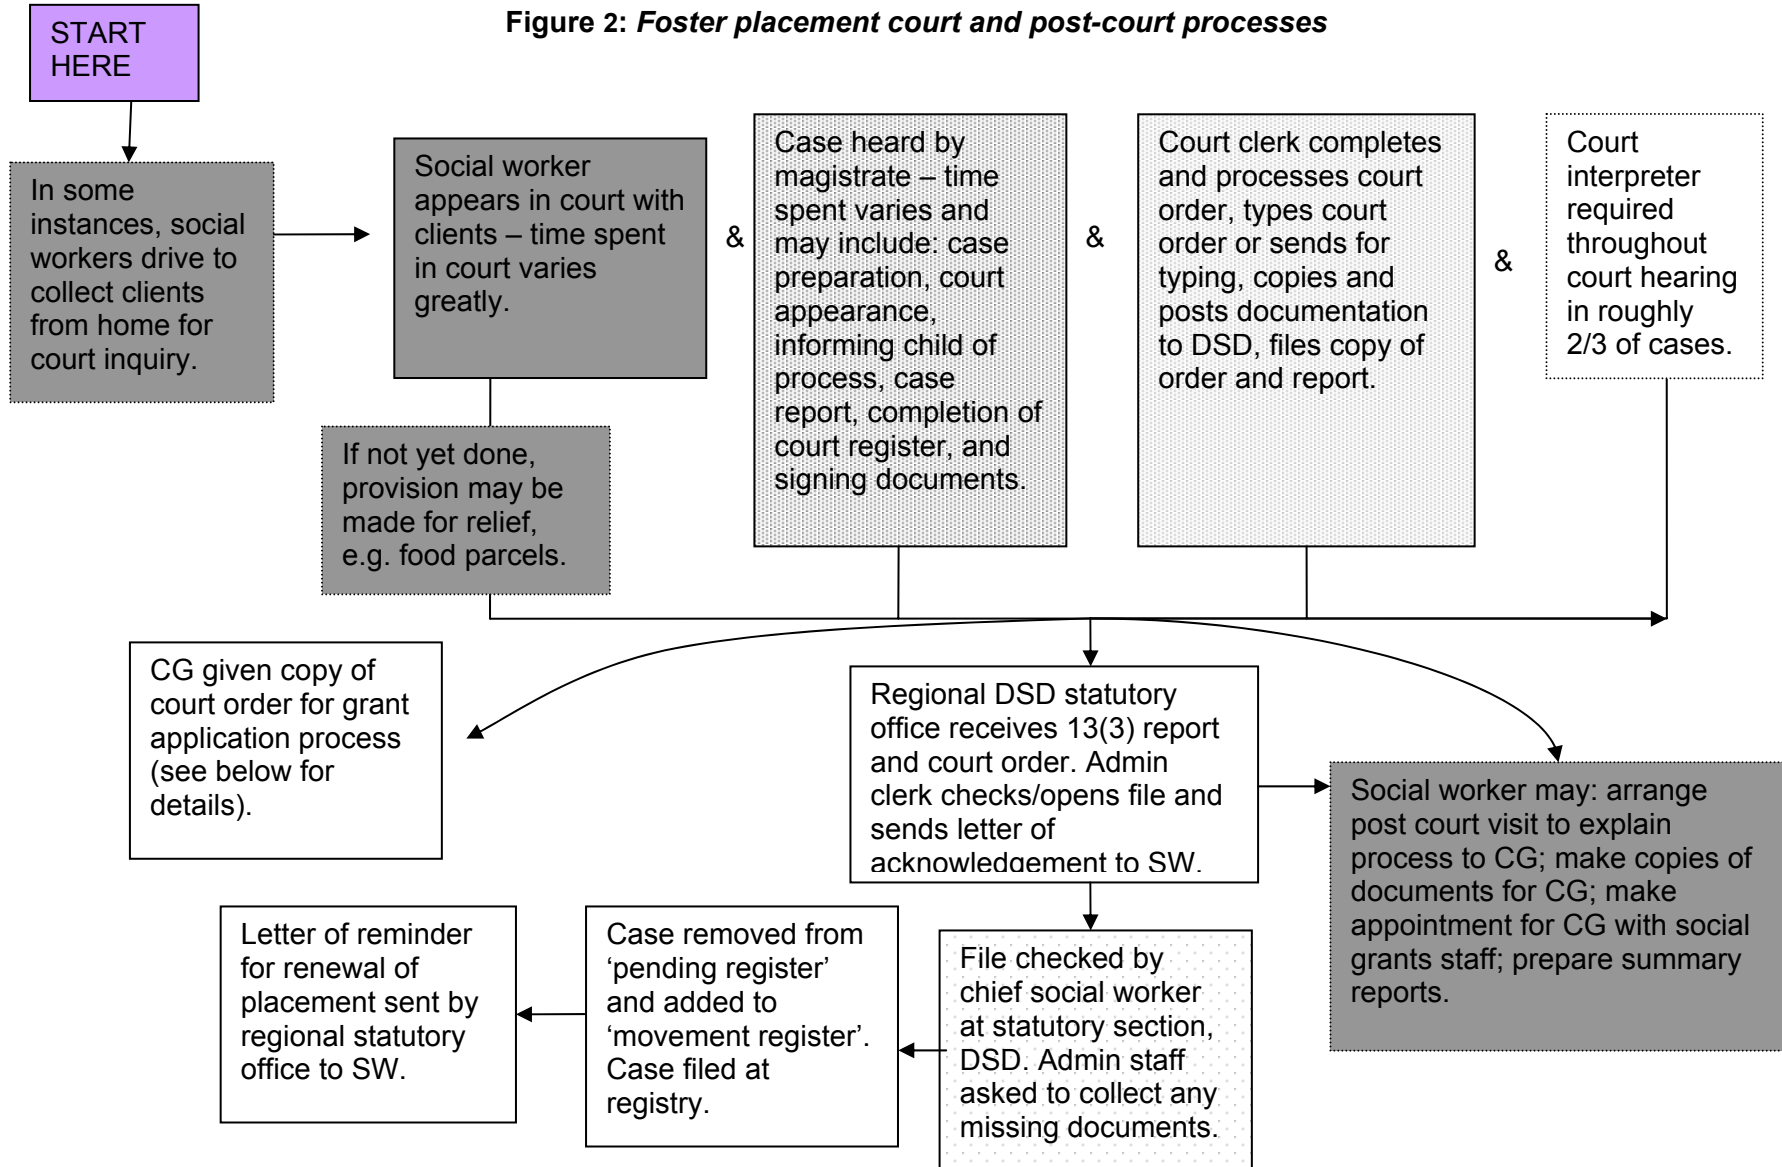 Figure 2: Foster placement court and post-court processes
START
HERE
In some
instances, social
workers drive to
collect clients
from home for
court inquiry.
Social worker
appears in court with
clients – time spent
in court varies
greatly.
&
Case heard by
magistrate – time
spent varies and
may include: case
preparation, court
appearance,
informing child of
process, case
report, completion of
court register, and
signing documents.
&
Court clerk completes
and processes court
order, types court
order or sends for
typing, copies and
posts documentation
to DSD, files copy of
order and report.
&
Court
interpreter
required
throughout
court hearing
in roughly
2/3 of cases.
If not yet done,
provision may be
made for relief,
e.g. food parcels.
CG given copy of
court order for grant
application process
(see below for
details).
Regional DSD statutory
office receives 13(3) report
and court order. Admin
clerk checks/opens file and
sends letter of
acknowledgement to SW.
Social worker may: arrange
post court visit to explain
process to CG; make copies of
documents for CG; make
appointment for CG with social
grants staff; prepare summary
reports.
File checked by
chief social worker
at statutory section,
DSD. Admin staff
asked to collect any
missing documents.
Case removed from
‘pending register’
and added to
‘movement register’.
Case filed at
registry.
Letter of reminder
for renewal of
placement sent by
regional statutory
office to SW.